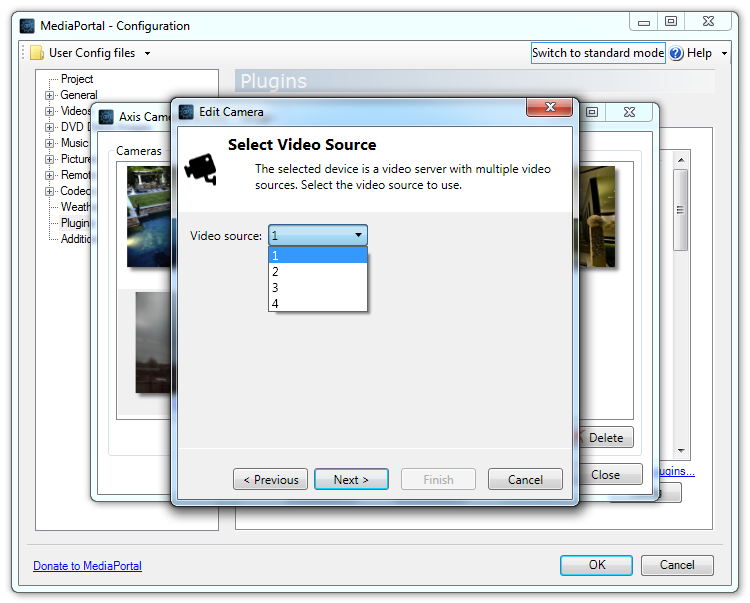 MediaPortal - Configuration
User Config files
Switch to standard mode
Help
Project
General
Videos
DVD D
Music
Picture
Remot
Codec
Weath
Plugin
Additio
Plugins
Axis Came
Cameras
Delete
Close
ugins...
Edit Camera
Select Video Source
The selected device is a video server with multiple video
sources. Select the video source to use.
Video source: 1
1
2
3
4
< Previous
Next >
Finish
Cancel
Donate to MediaPortal
OK
Cancel